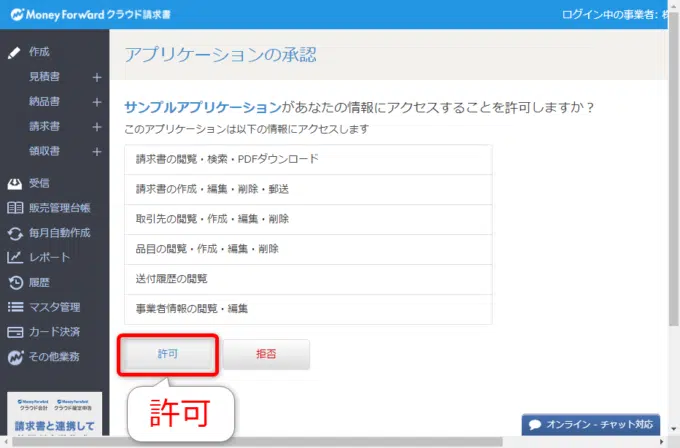 Money Forward クラウド請求書
ログイン中の事業者:
作成
見積書
納品書
請求書
領収書
受信
販売管理台帳
毎月自動作成
レポート
履歴
マスタ管理
カード決済
その他業務
Money Forward クラウド会計
Money Forward クラウド確定申告
請求書と連携して
アプリケーションの承認
サンプルアプリケーションがあなたの情報にアクセスすることを許可しますか？
このアプリケーションは以下の情報にアクセスします
請求書の閲覧・検索・PDFダウンロード
請求書の作成・編集・削除・郵送
取引先の閲覧・作成・編集・削除
品目の閲覧・作成・編集・削除
送付履歴の閲覧
事業者情報の閲覧・編集
許可
拒否
許可
オンライン - チャット対応